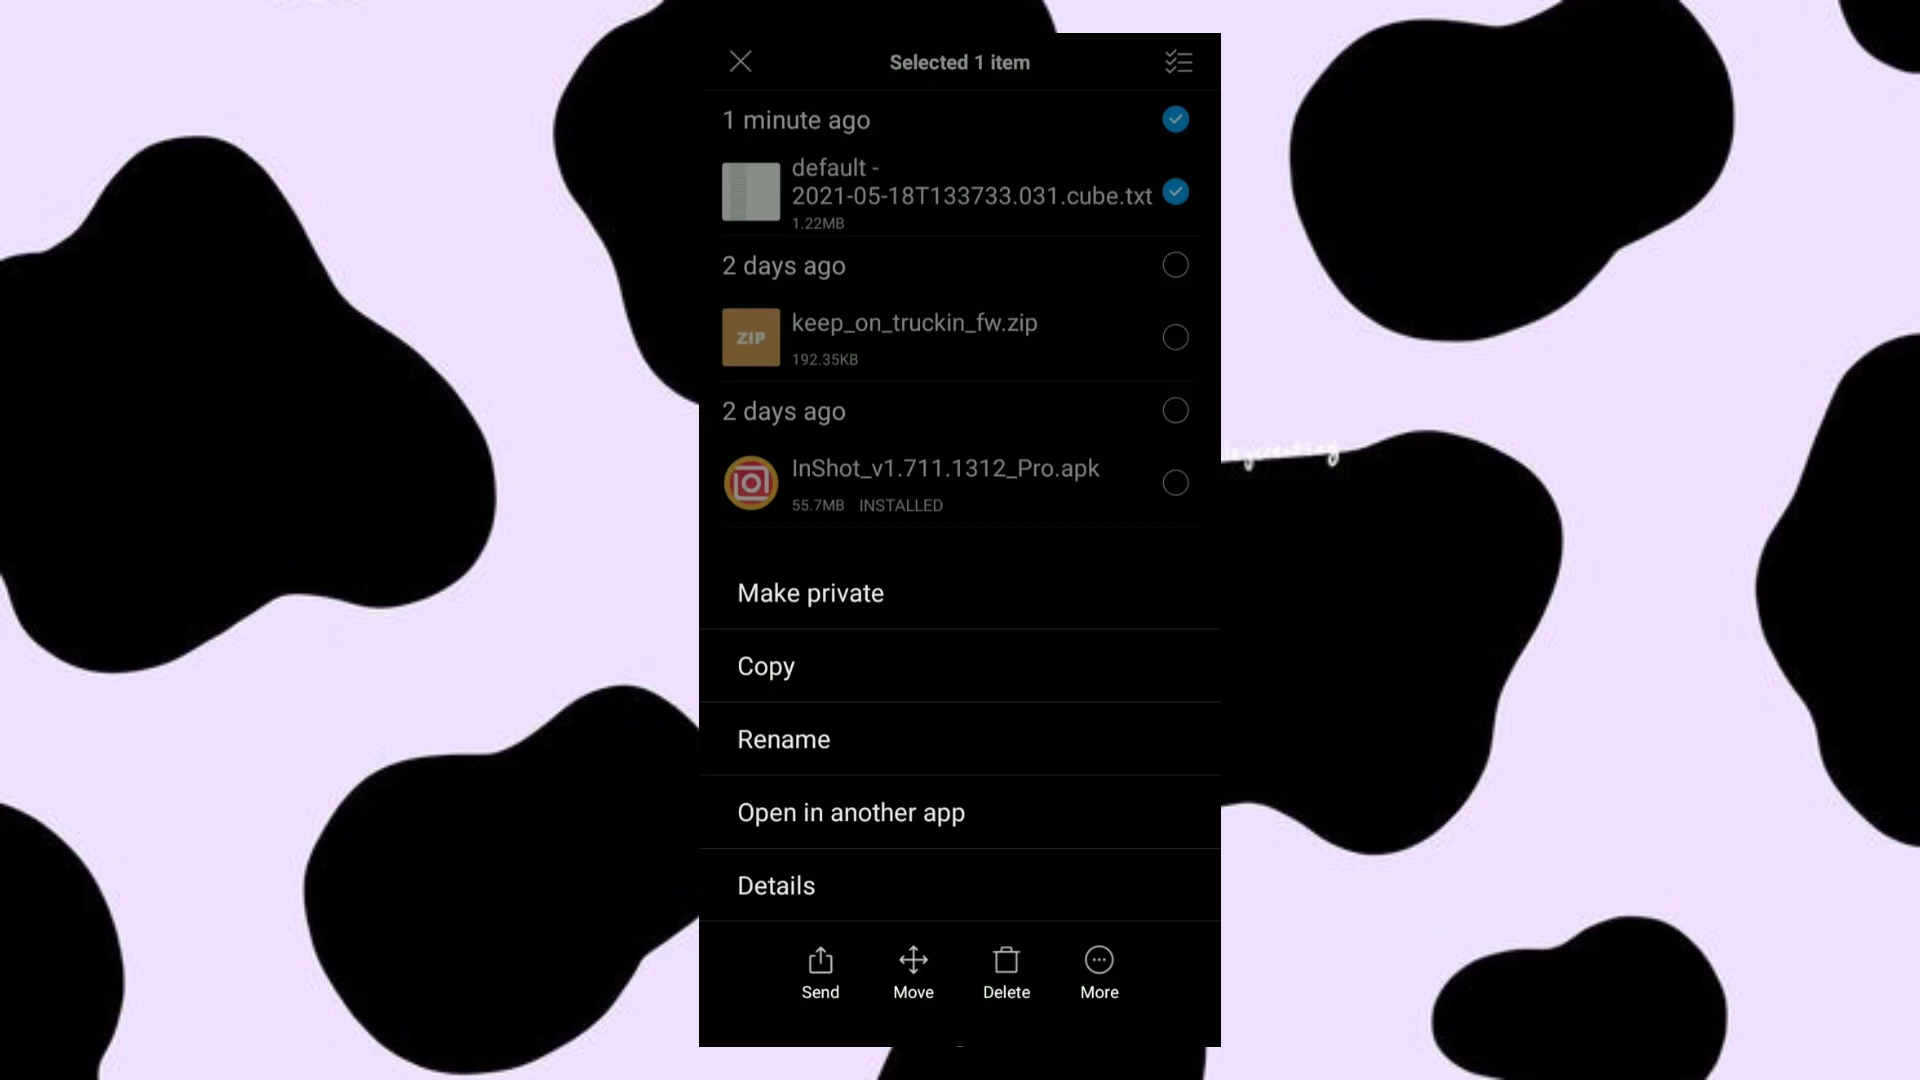 Selected 1 item
1 minute ago
default -
2021-05-18T133733.031.cube.txt
1.22MB
2 days ago
ZIP
keep_on_truckin_fw.zip
192.35KB
2 days ago
InShot_v1.711.1312_Pro.apk
55.7MB INSTALLED
Make private
Copy
Rename
Open in another app
Details
Send Move Delete More